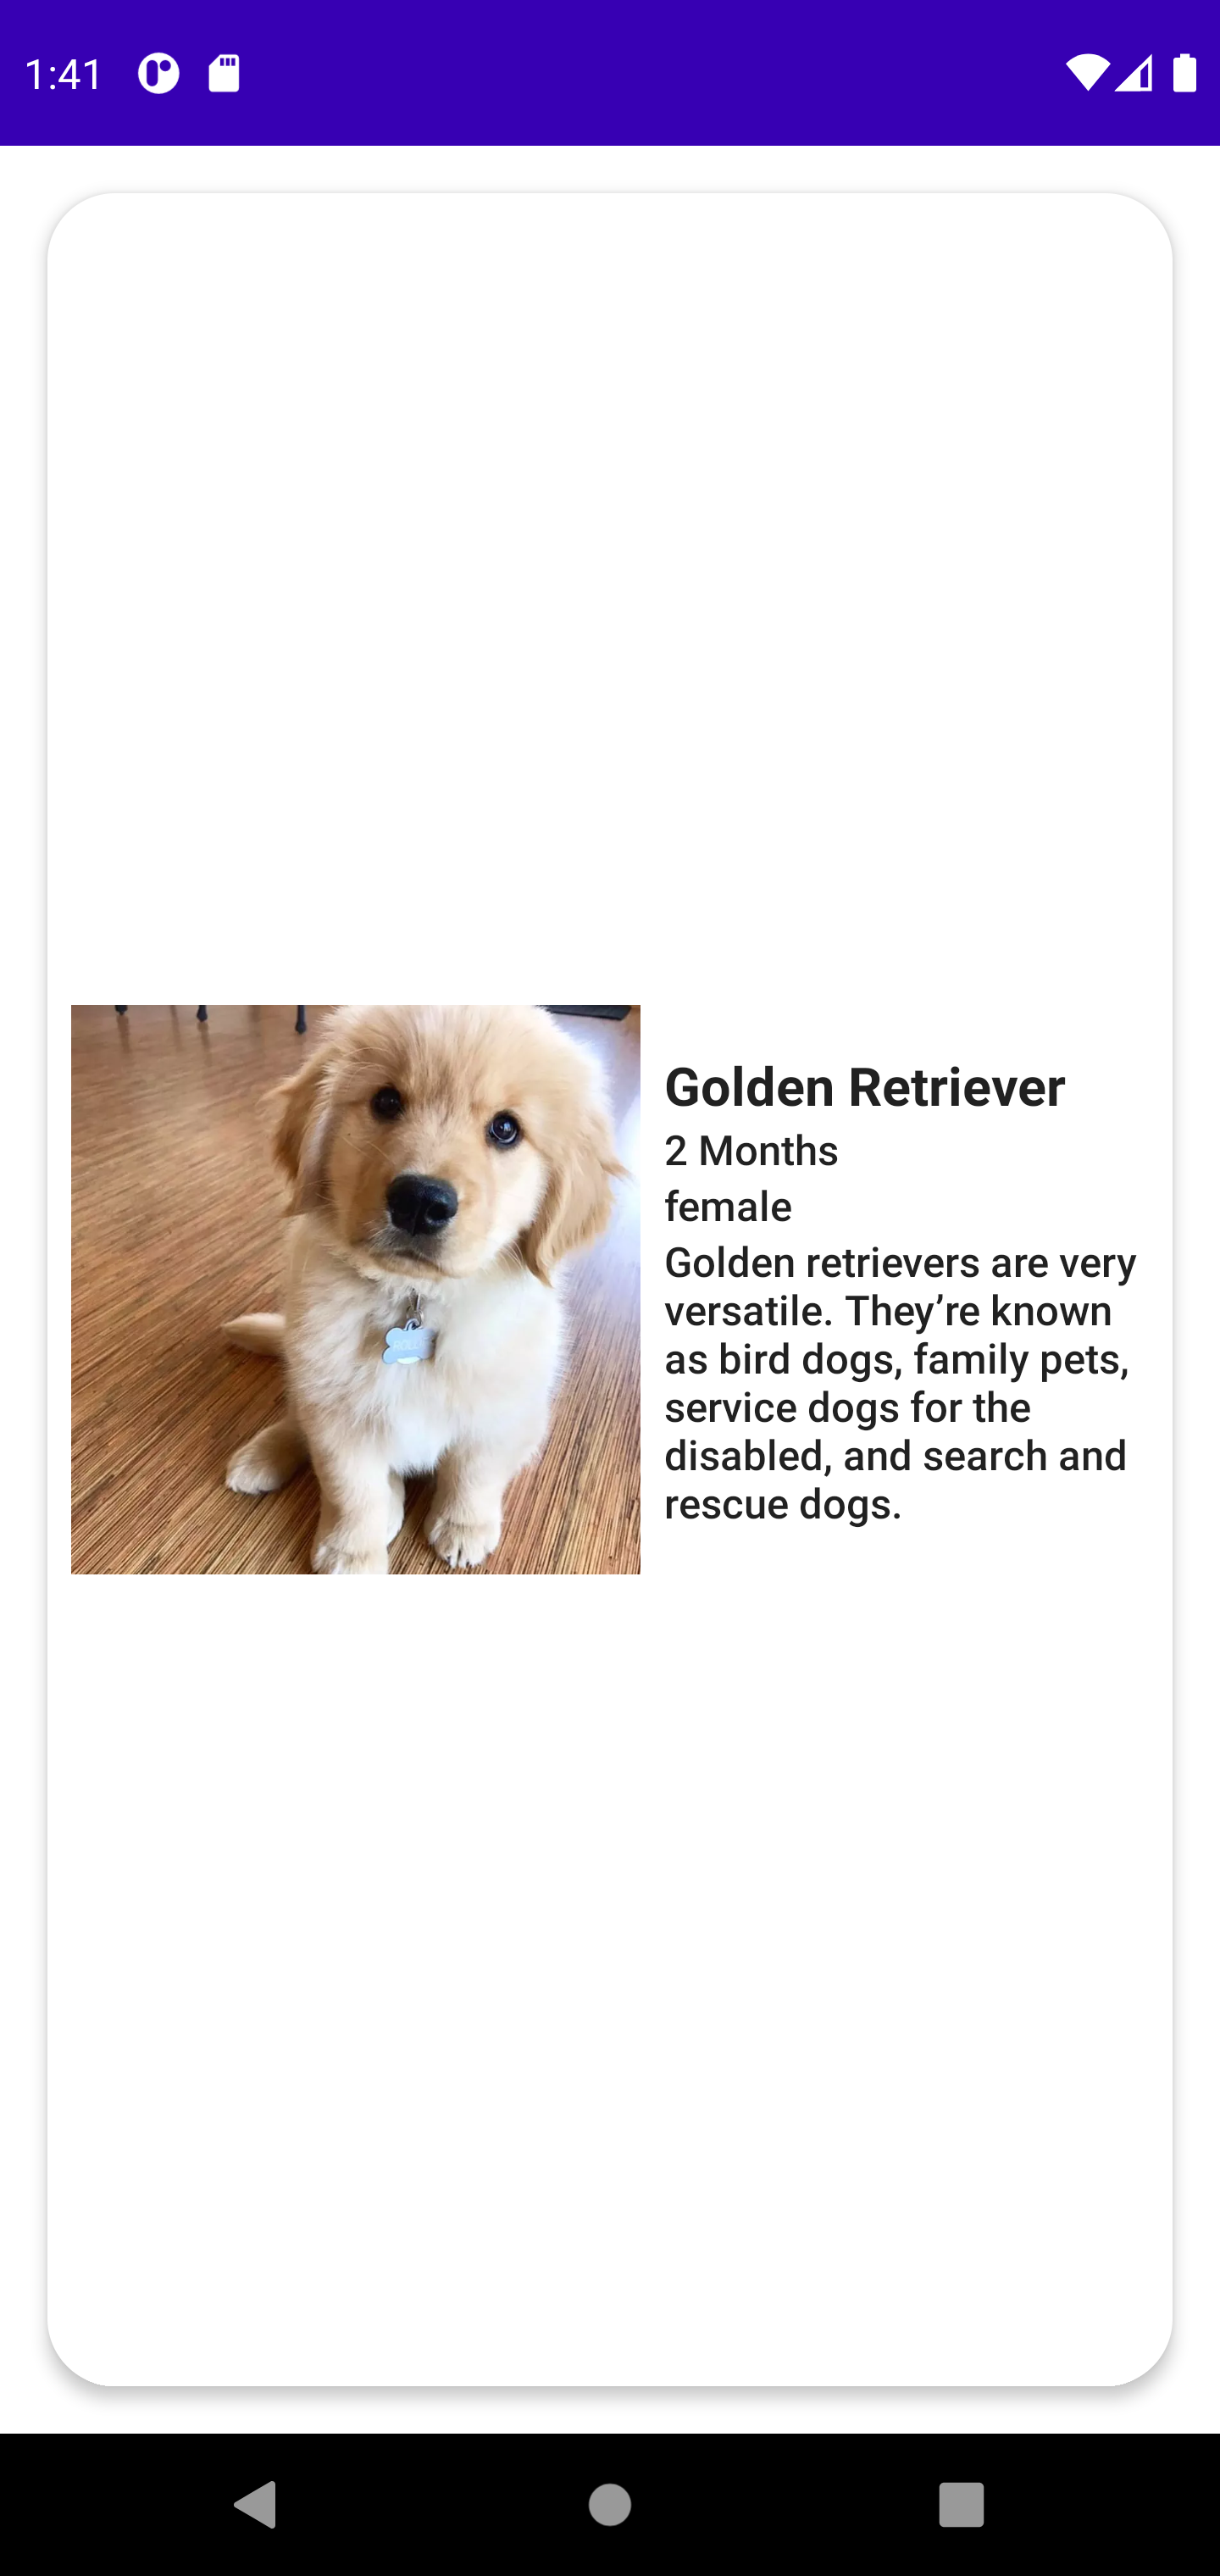 1:41
Golden Retriever
2 Months
female
Golden retrievers are very
versatile. They’re known
as bird dogs, family pets,
service dogs for the
disabled, and search and
rescue dogs.